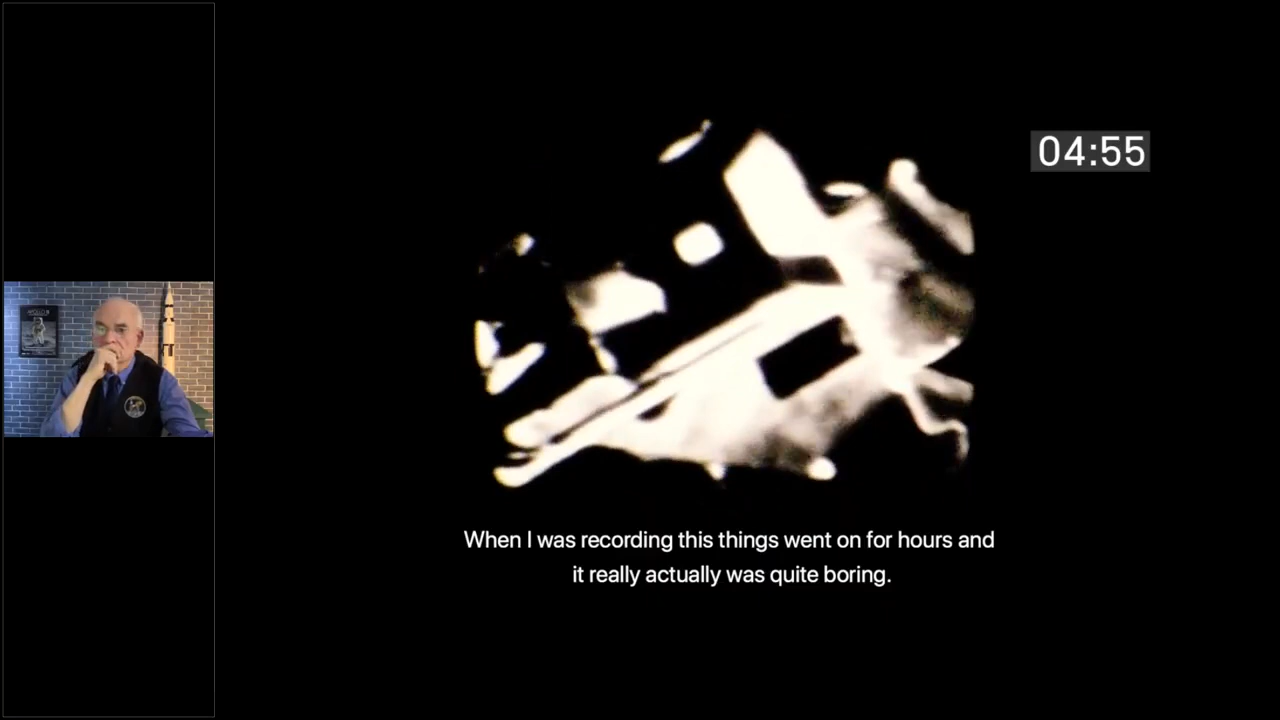 04:55
When I was recording this things went on for hours and
it really actually was quite boring.